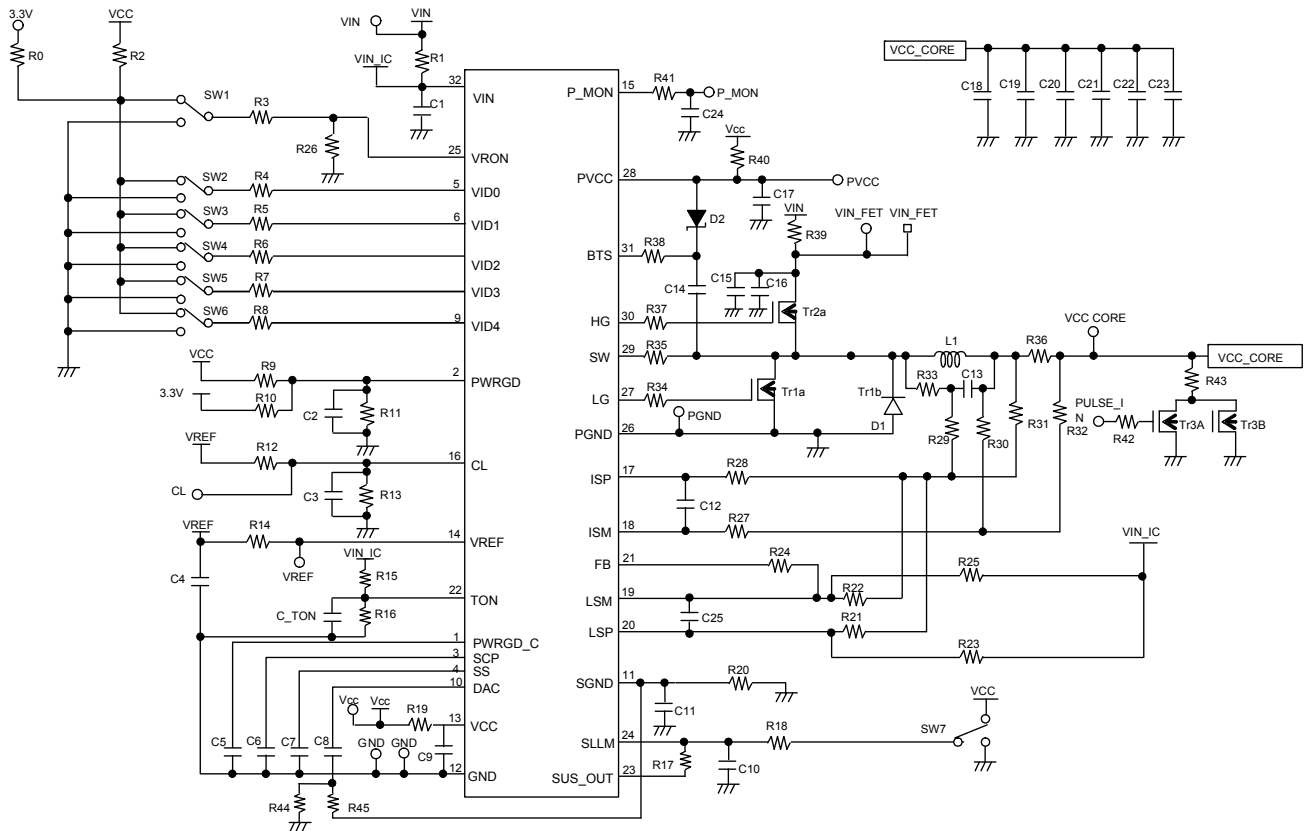 3.3V
VCC
R0
R2
VIN
VIN
R1
VIN_IC
C1
SW1
R3
R26
SW2
R4
SW3
R5
SW4
R6
SW5
R7
SW6
R8
VCC
R9
3.3V
R10
C2
R11
VREF
R12
CL
C3
R13
VREF
R14
VREF
C4
VIN_IC
R15
C_TON
R16
Vcc
Vcc
R19
C5
C6
C7
C8
GND
GND
C9
R44
R45
32 VIN
25 VRON
5 VID0
6 VID1
VID2
VID3
9 VID4
2 PWRGD
16 CL
14 VREF
22 TON
1 PWRGD_C
3 SCP
4 SS
10 DAC
13 VCC
12 GND
P_MON 15
PVCC 28
BTS 31
HG 30
SW 29
LG 27
PGND 26
ISP 17
ISM 18
FB 21
LSM 19
LSP 20
SGND 11
SLLM 24
SUS_OUT 23
R41
P_MON
C24
Vcc
R40
PVCC
C17
D2
VIN
R39
VIN_FET
VIN_FET
R38
C14
C15
C16
R37
Tr2a
R35
L1
R36
VCC CORE
VCC_CORE
R34
Tr1a
PGND
Tr1b
D1
R33
C13
R29
R30
R31
R32
R43
PULSE_I
N
R42
Tr3A
Tr3B
R28
C12
R27
R24
R22
R25
VIN_IC
C25
R21
R23
R20
C11
R18
R17
C10
SW7
VCC
VCC_CORE
C18
C19
C20
C21
C22
C23